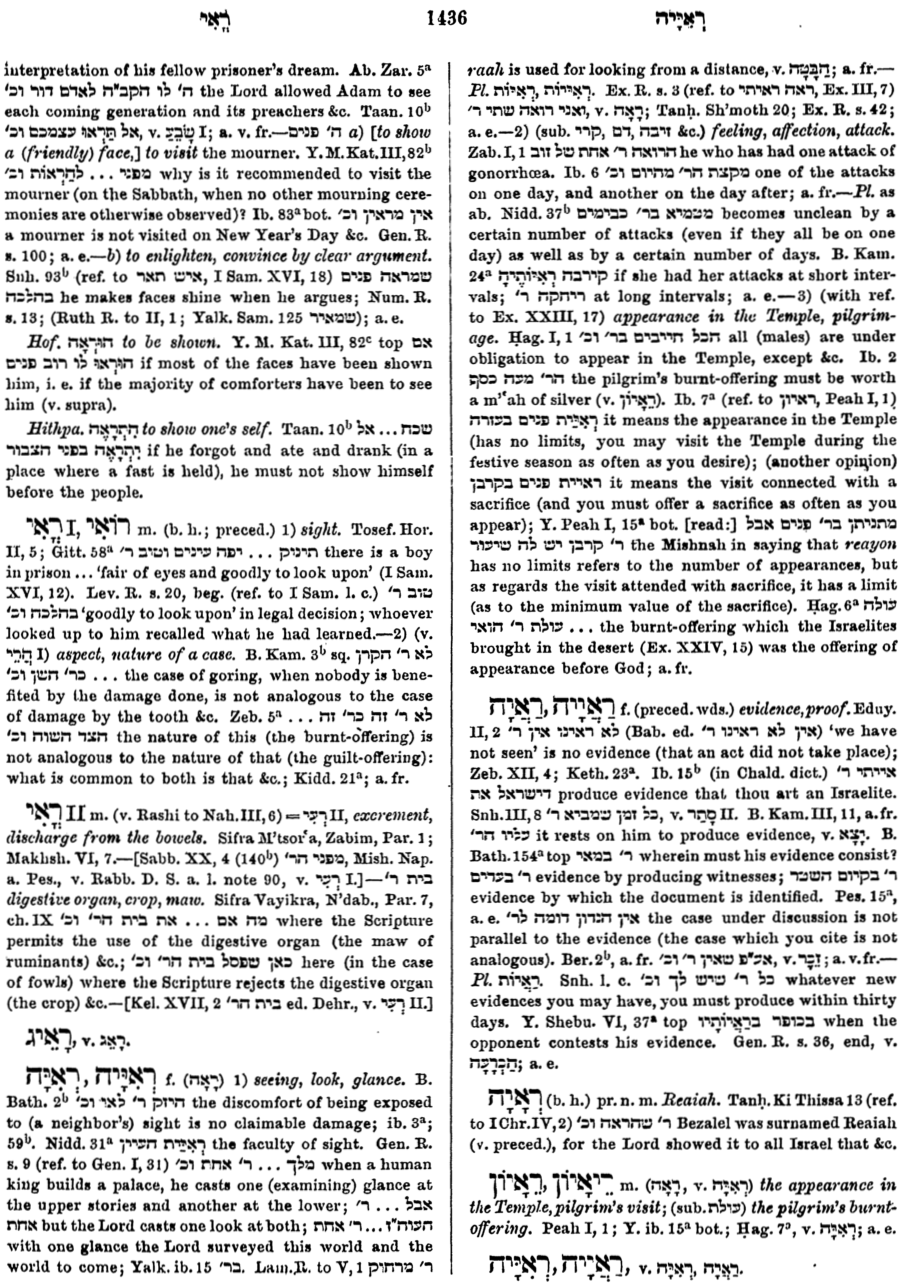 רָאִי 1436 רְאִיָּיה
interpretation of his fellow prisoner's dream. Ab. Zar. 5ᵃ
ה' לו הקב"ה לאדם דור וכ' the Lord allowed Adam to see
each coming generation and its preachers &c. Taan. 10ᵇ
אל תַּרְאוּ עצמכם וכ', v. שָׂבֵעַ I; a. v. fr.—ה' פנים a) [to show
a (friendly) face,] to visit the mourner. Y. M. Kat. III, 82ᵇ
מפני ... לְהַרְאוֹת וכ' why is it recommended to visit the
mourner (on the Sabbath, when no other mourning cere-
monies are otherwise observed)? Ib. 83ᵃ bot. אין מראין וכ'
a mourner is not visited on New Year's Day &c. Gen. R.
s. 100; a. e.—b) to enlighten, convince by clear argument.
Snh. 93ᵇ (ref. to איש תאר, I Sam. XVI, 18) שמראה פנים
בהלכה he makes faces shine when he argues; Num. R.
s. 13; (Ruth R. to II, 1; Yalk. Sam. 125 שמאיר); a. e.
Hof. הוּרְאָה to be shown. Y. M. Kat. III, 82ᶜ top אם
הוּרְאוּ לו רוב פנים if most of the faces have been shown
him, i. e. if the majority of comforters have been to see
him (v. supra).
Hithpa. הִתְרָאָה to show one's self. Taan. 10ᵇ שכח ... אל
יִתְרָאֶה בפני הצבור if he forgot and ate and drank (in a
place where a fast is held), he must not show himself
before the people.
רָאִי I, רוֹאִי m. (b. h.; preced.) 1) sight. Tosef. Hor.
II, 5; Gitt. 58ᵃ תינוק ... יפה עינים וטוב ר' there is a boy
in prison ... 'fair of eyes and goodly to look upon' (I Sam.
XVI, 12). Lev. R. s. 20, beg. (ref. to I Sam. l. c.) טוב ר'
בהלכה וכ' 'goodly to look upon' in legal decision; whoever
looked up to him recalled what he had learned.—2) (v.
הֲרֵי I) aspect, nature of a case. B. Kam. 3ᵇ sq. לא ר' הקרן
כר' השן וכ' ... the case of goring, when nobody is bene-
fited by the damage done, is not analogous to the case
of damage by the tooth &c. Zeb. 5ᵃ ... לא ר' זה כר' זה
הצד השוה וכ' the nature of this (the burnt-offering) is
not analogous to the nature of that (the guilt-offering):
what is common to both is that &c.; Kidd. 21ᵃ; a. fr.
רְאִי II m. (v. Rashi to Nah. III, 6) = רְעִי II, excrement,
discharge from the bowels. Sifra M'tsorʿa, Zabim, Par. 1;
Makhsh. VI, 7.—[Sabb. XX, 4 (140ᵇ) מפני הר', Mish. Nap.
a. Pes., v. Rabb. D. S. a. l. note 90, v. רְעִי I.]—בית ר'
digestive organ, crop, maw. Sifra Vayikra, N'dab., Par. 7,
ch. IX מה אם ... את בית הר' וכ' where the Scripture
permits the use of the digestive organ (the maw of
ruminants) &c.; כאן שפסל בית הר' וכ' here (in the case
of fowls) where the Scripture rejects the digestive organ
(the crop) &c.—[Kel. XVII, 2 בית הר' ed. Dehr., v. רְעִי II.]
רָאֵיג, v. רָאֵג.
רְאִיָּיה, רְאִיָּה f. (רָאָה) 1) seeing, look, glance. B.
Bath. 2ᵇ היזק ר' לאו וכ' the discomfort of being exposed
to (a neighbor's) sight is no claimable damage; ib. 3ᵃ;
59ᵇ. Nidd. 31ᵃ רְאִיַּית העין the faculty of sight. Gen. R.
s. 9 (ref. to Gen. I, 31) מלך ... ר' אחת וכ' when a human
king builds a palace, he casts one (examining) glance at
the upper stories and another at the lower; אבל ... ר'
אחת but the Lord casts one look at both; העוה"ז ... ר' אחת
with one glance the Lord surveyed this world and the
world to come; Yalk. ib. 15 בר'. Lam. R. to V, 1 ר' מרחוק
raah is used for looking from a distance, v. הַבָּטָה; a. fr.—
Pl. רְאִיּיוֹת, רְאִיּוֹת. Ex. R. s. 3 (ref. to ראה ראיתי, Ex. III, 7)
ואני רואה שתי ר', v. רָאָה; Tanḥ. Sh'moth 20; Ex. R. s. 42;
a. e.—2) (sub. זיבה, דם, קרי &c.) feeling, affection, attack.
Zab. I, 1 הרואה ר' אחת של זוב he who has had one attack of
gonorrhœa. Ib. 6 מקצת הר' מהיום וכ' one of the attacks
on one day, and another on the day after; a. fr.—Pl. as
ab. Nidd. 37ᵇ מטמיא בר' כבימים becomes unclean by a
certain number of attacks (even if they all be on one
day) as well as by a certain number of days. B. Kam.
24ᵃ קירבה רְאִיּוֹתֶיהָ if she had her attacks at short inter-
vals; ריחקה ר' at long intervals; a. e.—3) (with ref.
to Ex. XXIII, 17) appearance in the Temple, pilgrim-
age. Ḥag. I, 1 הכל חייבים בר' וכ' all (males) are under
obligation to appear in the Temple, except &c. Ib. 2
הר' מעה כסף the pilgrim's burnt-offering must be worth
a m'ʿah of silver (v. רֵאָיוֹן). Ib. 7ᵃ (ref. to ראיון, Peah I, 1)
רְאִיַּית פנים בעזרה it means the appearance in the Temple
(has no limits, you may visit the Temple during the
festive season as often as you desire); (another opinion)
ראיית פנים בקרבן it means the visit connected with a
sacrifice (and you must offer a sacrifice as often as you
appear); Y. Peah I, 15ᵃ bot. [read:] מתניתן בר' פנים אבל
ר' קרבן יש לה שיעור the Mishnah in saying that reayon
has no limits refers to the number of appearances, but
as regards the visit attended with sacrifice, it has a limit
(as to the minimum value of the sacrifice). Ḥag. 6ᵃ עולה
... עולת ר' הואי the burnt-offering which the Israelites
brought in the desert (Ex. XXIV, 15) was the offering of
appearance before God; a. fr.
רַאֲיָיה, רַאֲיָה f. (preced. wds.) evidence, proof. Eduy.
II, 2 לא ראינו אין ר' (Bab. ed. אין לא ראינו ר') 'we have
not seen' is no evidence (that an act did not take place);
Zeb. XII, 4; Keth. 23ᵃ. Ib. 15ᵇ (in Chald. dict.) אייתי ר'
דישראל את produce evidence that thou art an Israelite.
Snh. III, 8 כל זמן שמביא ר', v. סָתַר II. B. Kam. III, 11, a. fr.
עליו הר' it rests on him to produce evidence, v. יָצָא. B.
Bath. 154ᵃ top במאי ר' wherein must his evidence consist?
ר' בעדים evidence by producing witnesses; ר' בקיום השטר
evidence by which the document is identified. Pes. 15ᵃ,
a. e. אין הנדון דומה לר' the case under discussion is not
parallel to the evidence (the case which you cite is not
analogous). Ber. 2ᵇ, a. fr. אע"פ שאין ר' וכ', v. זֵכֶר; a. v. fr.—
Pl. רַאֲיוֹת. Snh. l. c. כל ר' שיש לך וכ' whatever new
evidences you may have, you must produce within thirty
days. Y. Shebu. VI, 37ᵃ top בכופר בְּרַאֲיוֹתָיו when the
opponent contests his evidence. Gen. R. s. 36, end, v.
הַכְרָעָה; a. e.
רְאָיָה (b. h.) pr. n. m. Reaiah. Tanḥ. Ki Thissa 13 (ref.
to I Chr. IV, 2) ר' שהראה וכ' Bezalel was surnamed Reaiah
(v. preced.), for the Lord showed it to all Israel that &c.
רֵיאָיוֹן, רֵאָיוֹן m. (רָאָה, v. רְאִיָּה) the appearance in
the Temple, pilgrim's visit; (sub. עולת) the pilgrim's burnt-
offering. Peah I, 1; Y. ib. 15ᵃ bot.; Ḥag. 7ᵃ, v. רְאִיָּה; a. e.
רַאֲיָיה, רְאִיָּיה, v. רַאֲיָה, רְאִיָּה.